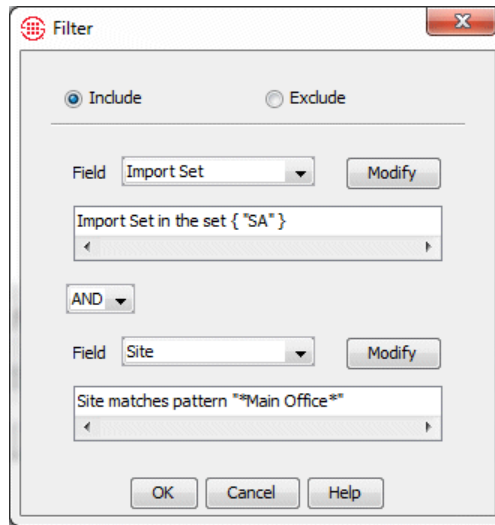 Filter
Include Exclude
Field Import Set Modify
Import Set in the set { "SA" }
AND
Field Site Modify
Site matches pattern "*Main Office*"
OK Cancel Help